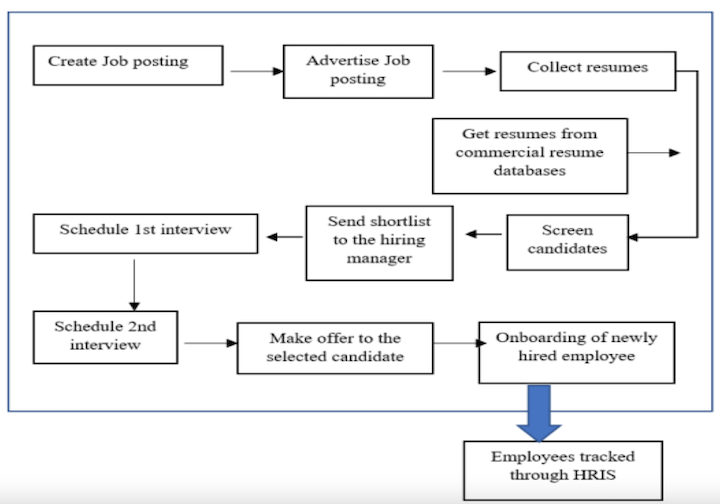 Create Job posting
Advertise Job
posting
Collect resumes
Get resumes from
commercial resume
databases
Screen
candidates
Send shortlist
to the hiring
manager
Schedule 1st interview
Schedule 2nd
interview
Make offer to the
selected candidate
Onboarding of newly
hired employee
Employees tracked
through HRIS